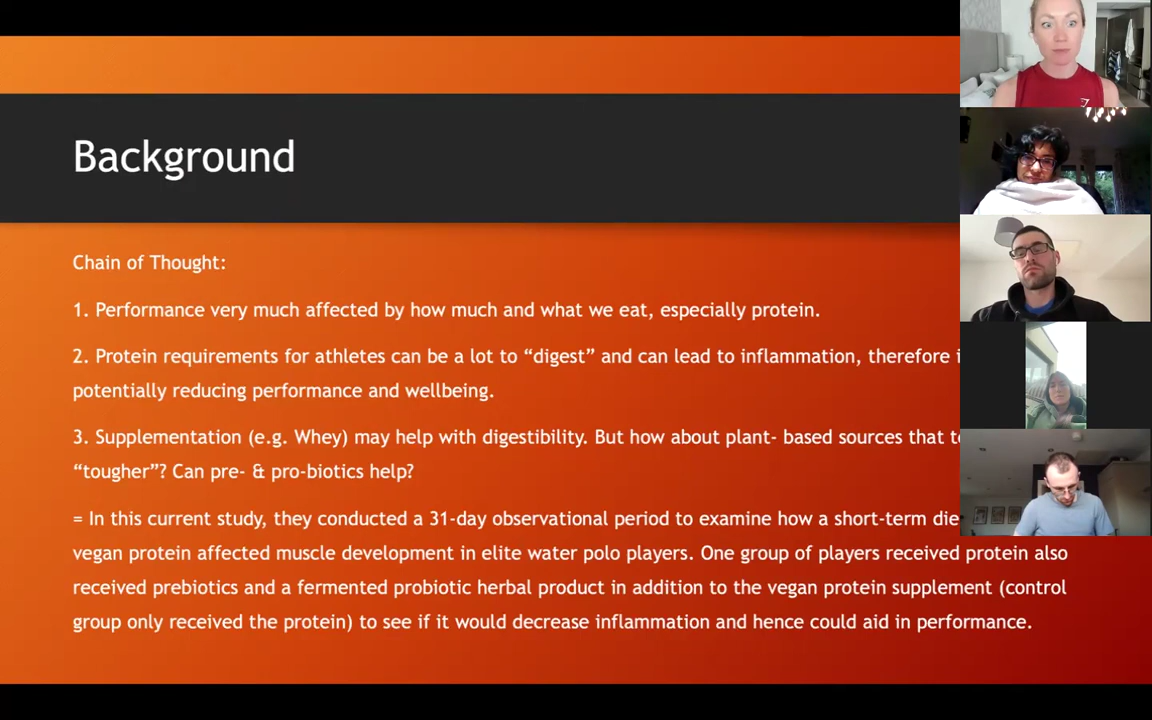 Background
Chain of Thought:
1. Performance very much affected by how much and what we eat, especially protein.
2. Protein requirements for athletes can be a lot to “digest” and can lead to inflammation, therefore
potentially reducing performance and wellbeing.
3. Supplementation (e.g. Whey) may help with digestibility. But how about plant- based sources that
“tougher”? Can pre- & pro-biotics help?
= In this current study, they conducted a 31-day observational period to examine how a short-term
vegan protein affected muscle development in elite water polo players. One group of players received protein also
received prebiotics and a fermented probiotic herbal product in addition to the vegan protein supplement (control
group only received the protein) to see if it would decrease inflammation and hence could aid in performance.